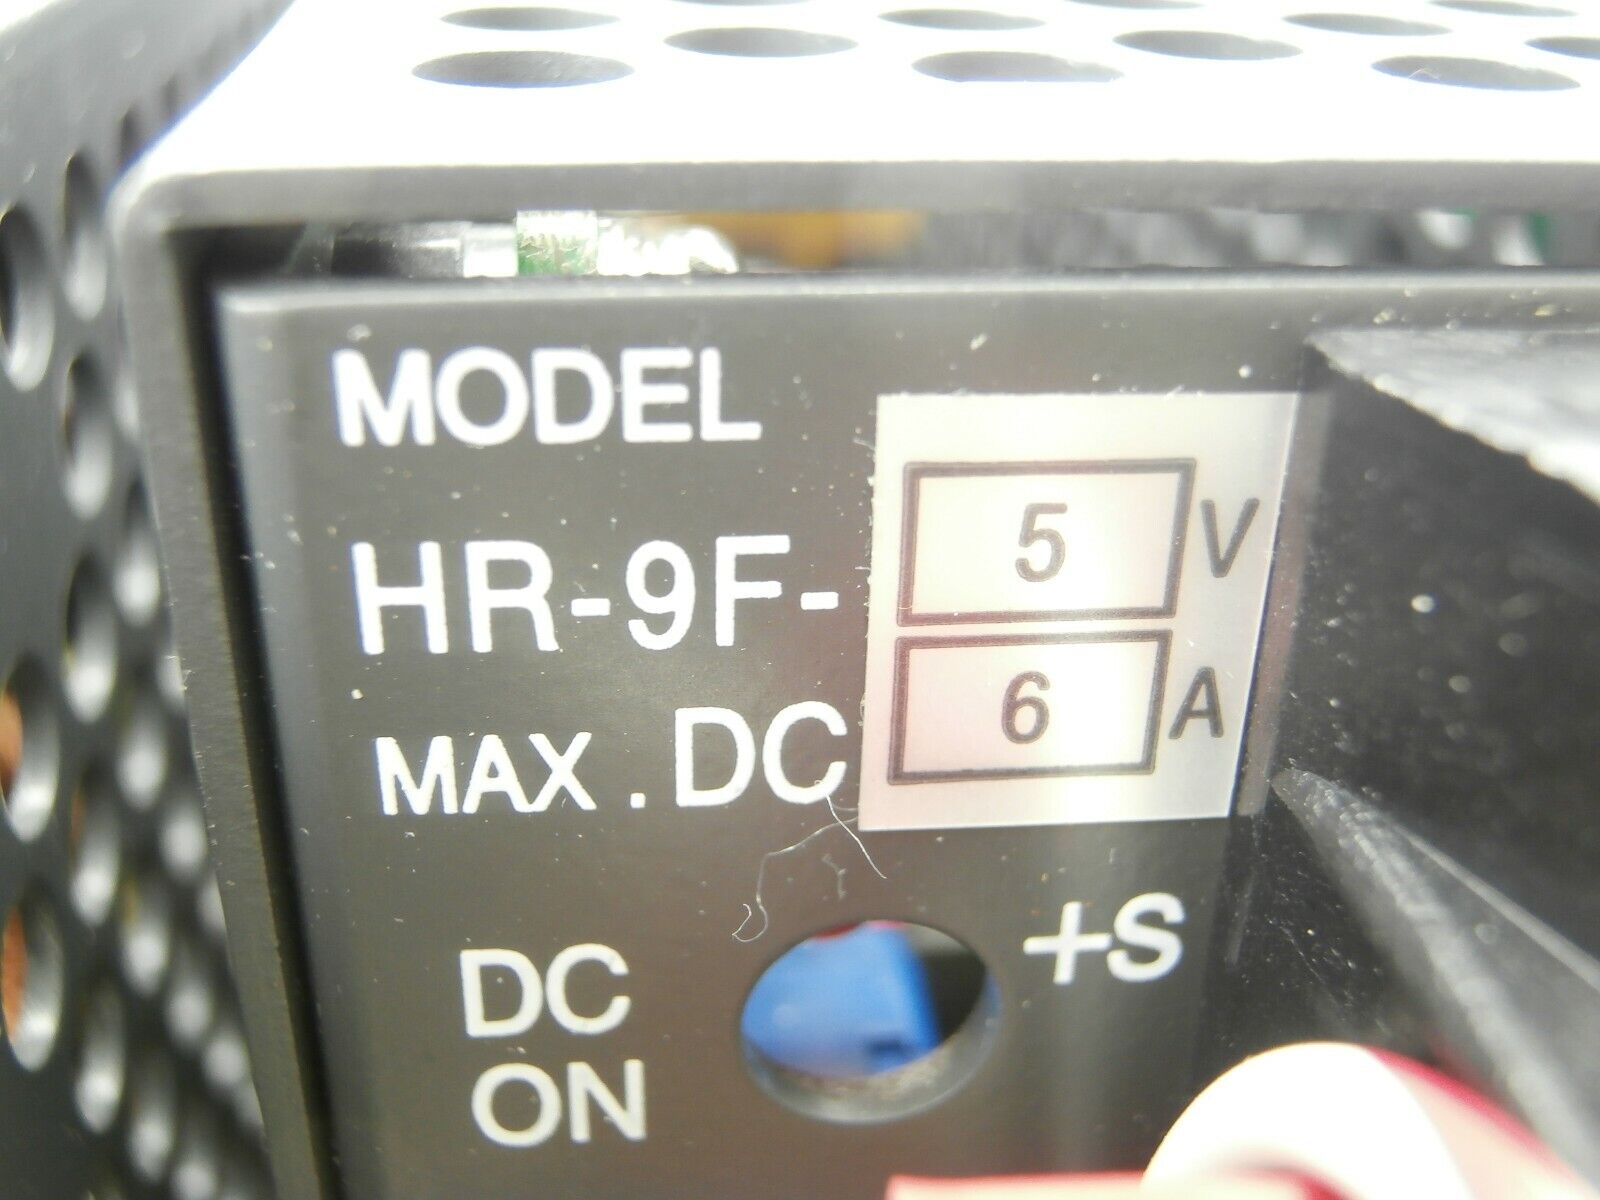 MODEL
HR-9F- 5 V
MAX. DC 6 A
+S
DC
ON